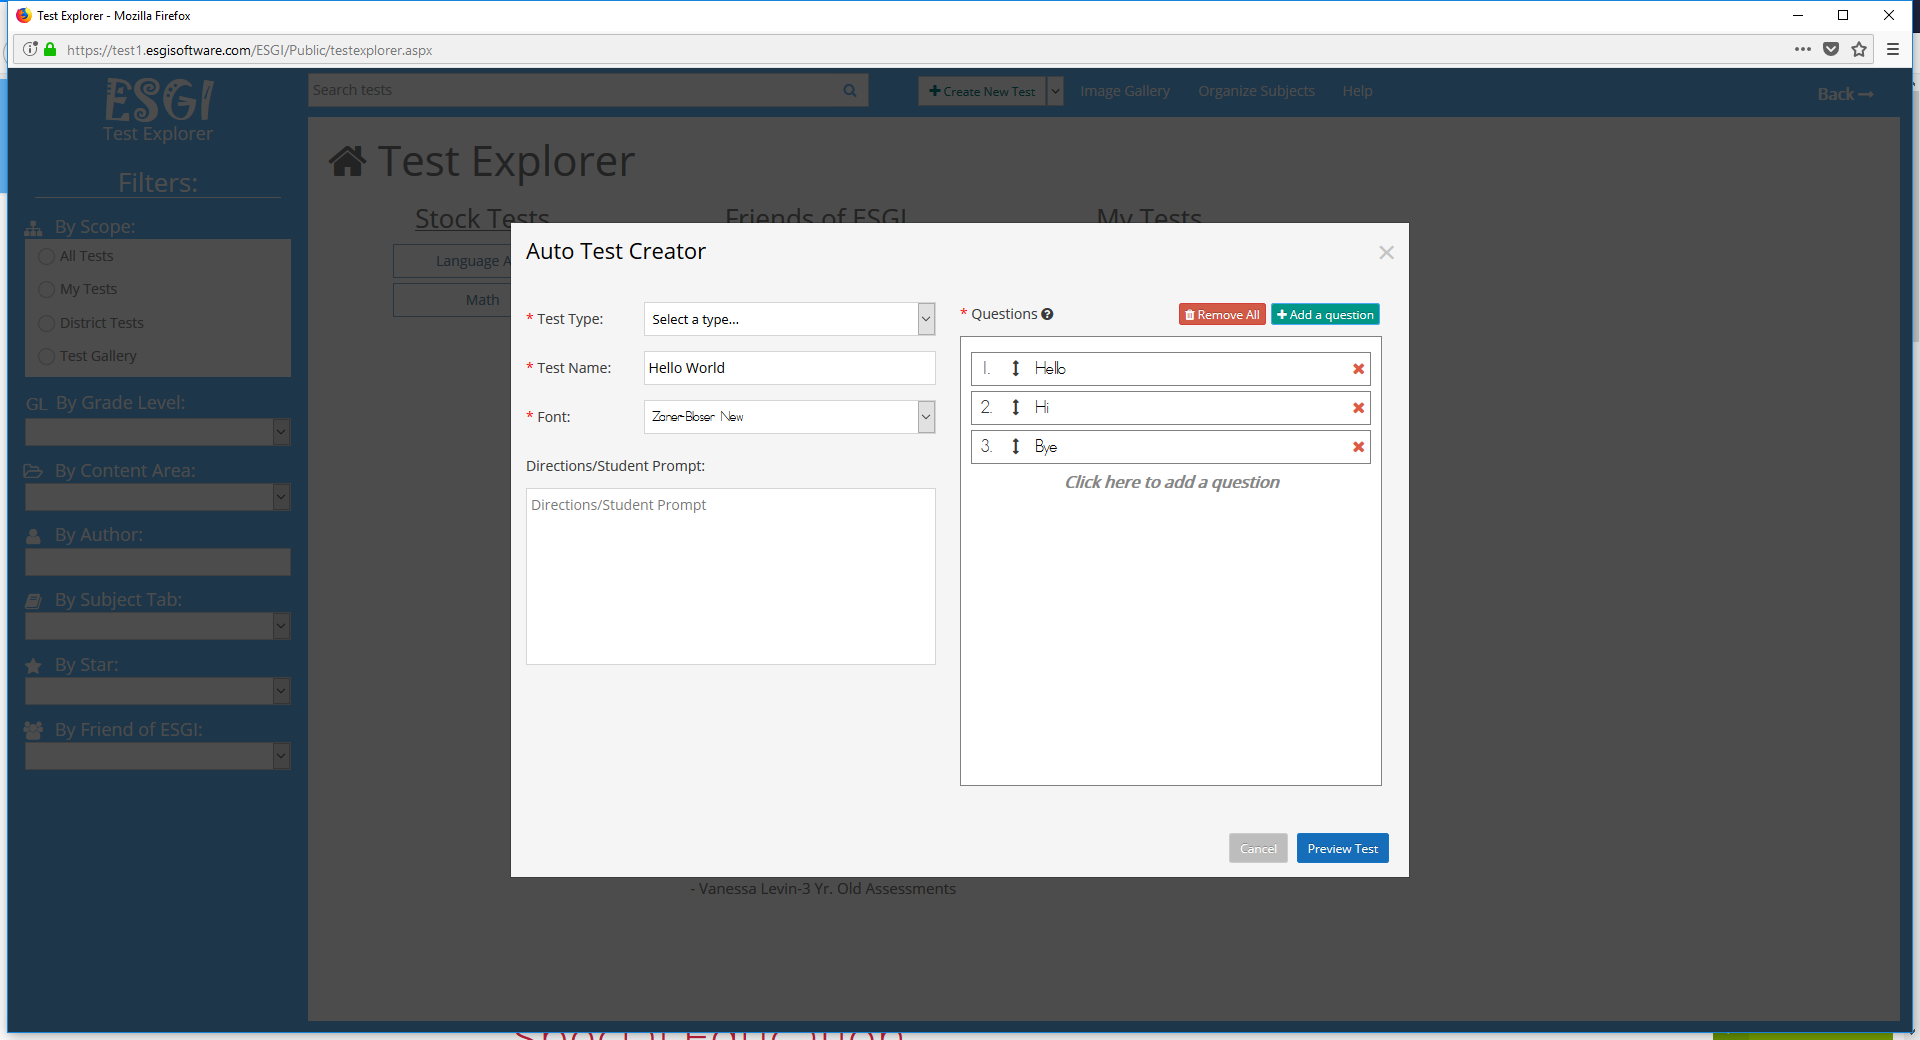 Test Explorer - Mozilla Firefox
https://test1.esgisoftware.com/ESGI/Public/testexplorer.aspx
ESGI
Test Explorer
Search tests
Create New Test
Image Gallery
Organize Subjects
Help
Back
Filters:
By Scope:
All Tests
My Tests
District Tests
Test Gallery
GL By Grade Level:
By Content Area:
By Author:
By Subject Tab:
By Star:
By Friend of ESGI:
Test Explorer
Stock Tests
Friends of ESGI
My Tests
Language A
Math
Auto Test Creator
* Test Type:
Select a type...
* Test Name:
Hello World
* Font:
Zaner-Bloser New
Directions/Student Prompt:
Directions/Student Prompt
* Questions
Remove All
Add a question
1. Hello
2. Hi
3. Bye
Click here to add a question
Cancel
Preview Test
- Vanessa Levin-3 Yr. Old Assessments
Special Education